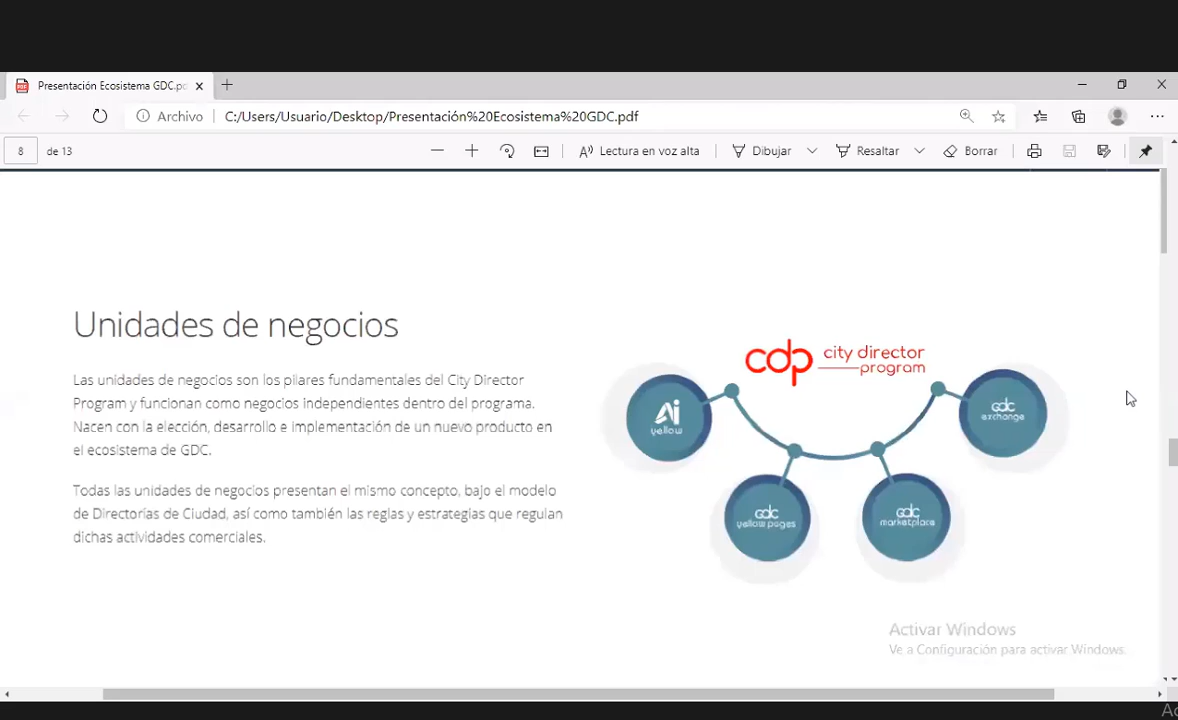 Presentación Ecosistema GDC.pd
Archivo
C:/Users/Usuario/Desktop/Presentación%20Ecosistema%20GDC.pdf
8 de 13
Lectura en voz alta
Dibujar
Resaltar
Borrar
Unidades de negocios
Las unidades de negocios son los pilares fundamentales del City Director
Program y funcionan como negocios independientes dentro del programa.
Nacen con la elección, desarrollo e implementación de un nuevo producto en
el ecosistema de GDC.
Todas las unidades de negocios presentan el mismo concepto, bajo el modelo
de Directorías de Ciudad, así como también las reglas y estrategias que regulan
dichas actividades comerciales.
cdp city director
program
Ai
yellow
GDC
yellow pages
GDC
marketplace
GDC
exchange
Activar Windows
Ve a Configuración para activar Windows.